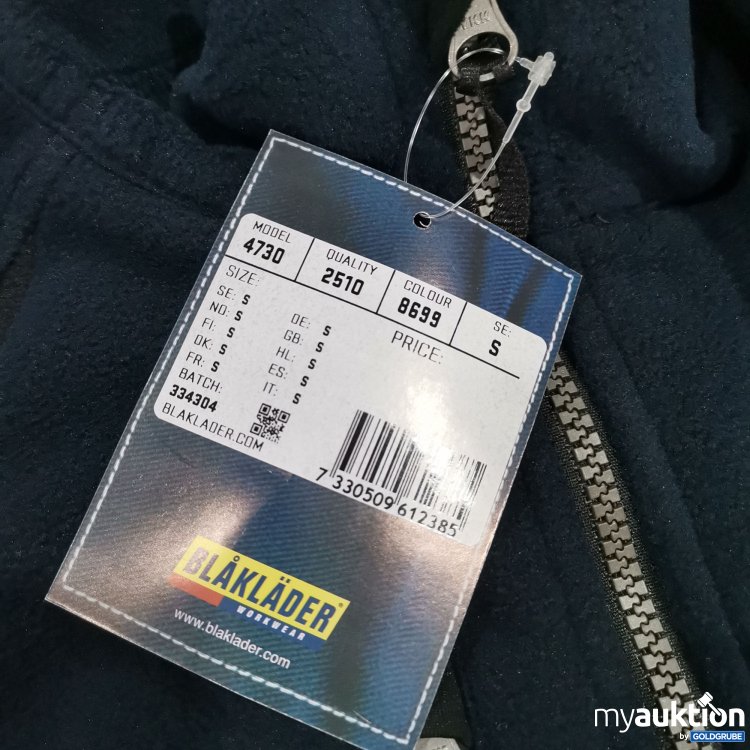 YKK
MODEL
4730
QUALITY
2510
COLOUR
8699
SE:
S
SIZE:
PRICE:
SE: S
NO: S
FI: S
DK: S
FR: S
DE: S
GB: S
HL: S
ES: S
IT: S
BATCH:
334304
BLAKLADER.COM
7 330509 612385
BLÅKLÄDER®
WORKWEAR
www.blaklader.com
myauktion
by GOLDGRUBE